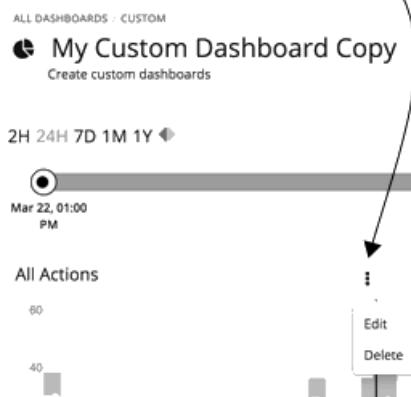 ALL DASHBOARDS / CUSTOM
My Custom Dashboard Copy
Create custom dashboards
2H 24H 7D 1M 1Y
Mar 22, 01:00
PM
All Actions
60
Edit
Delete
40